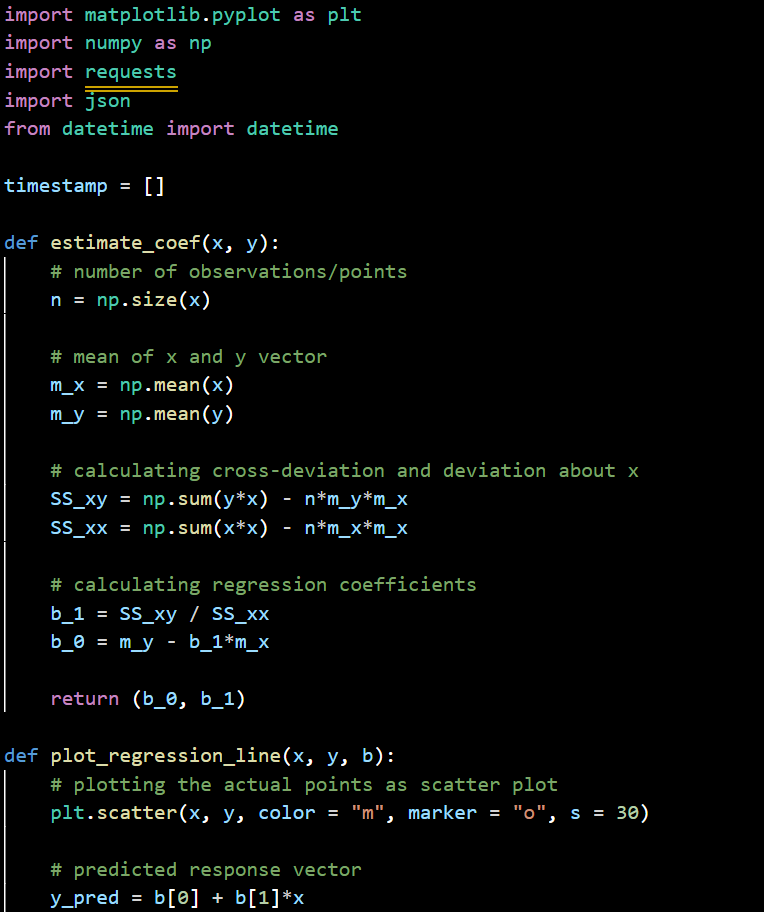 import matplotlib.pyplot as plt
import numpy as np
import requests
import json
from datetime import datetime

timestamp = []

def estimate_coef(x, y):
    # number of observations/points
    n = np.size(x)

    # mean of x and y vector
    m_x = np.mean(x)
    m_y = np.mean(y)

    # calculating cross-deviation and deviation about x
    SS_xy = np.sum(y*x) - n*m_y*m_x
    SS_xx = np.sum(x*x) - n*m_x*m_x

    # calculating regression coefficients
    b_1 = SS_xy / SS_xx
    b_0 = m_y - b_1*m_x

    return (b_0, b_1)

def plot_regression_line(x, y, b):
    # plotting the actual points as scatter plot
    plt.scatter(x, y, color = "m", marker = "o", s = 30)

    # predicted response vector
    y_pred = b[0] + b[1]*x